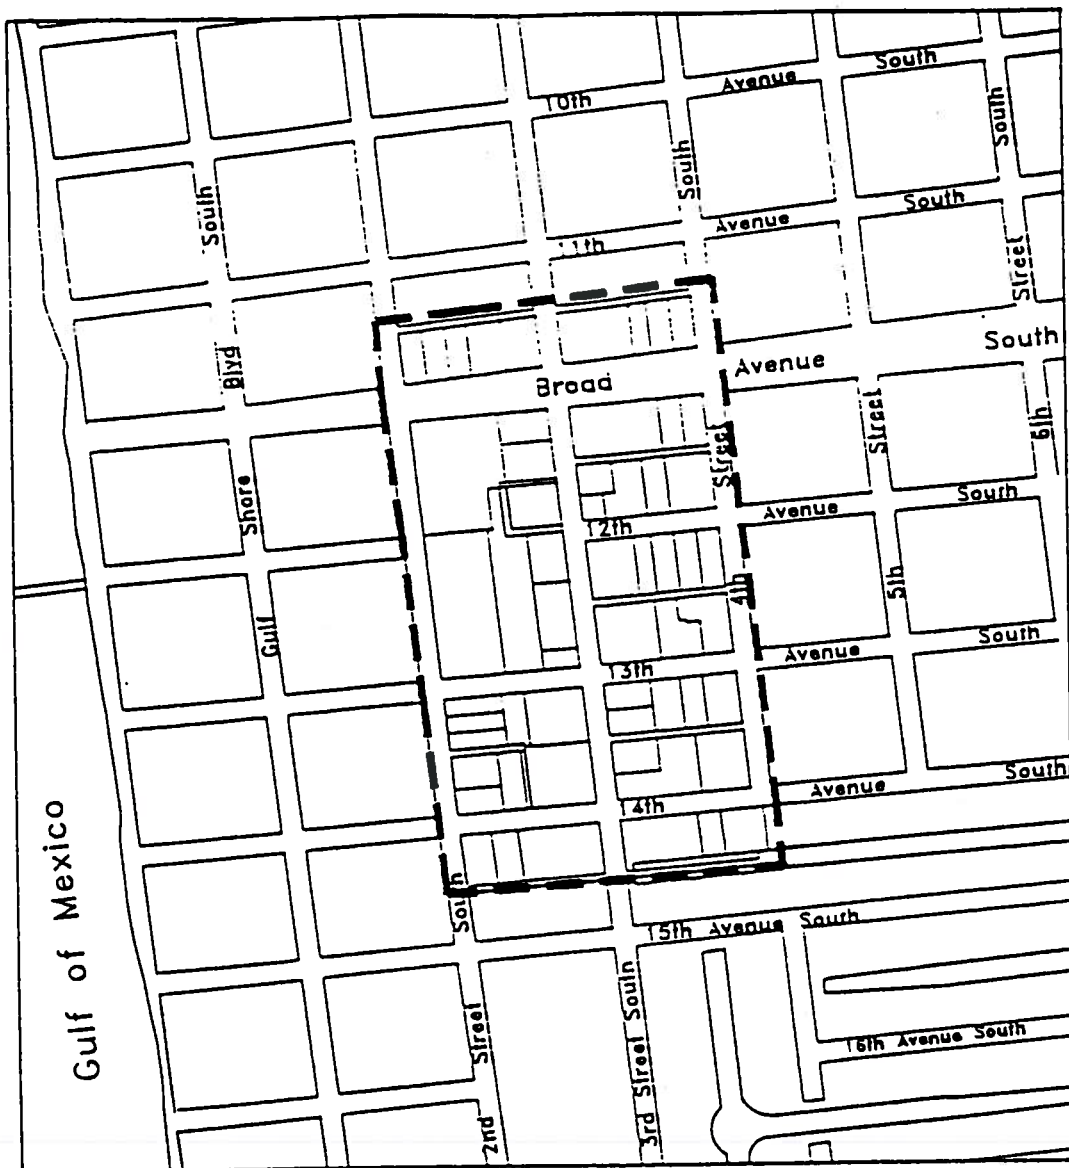 10th Avenue South
11th Avenue South
Broad Avenue South
12th Avenue South
13th Avenue South
14th Avenue South
15th Avenue South
16th Avenue South
Gulf Shore Blvd South
2nd Street South
3rd Street South
4th Street South
5th Street
6th Street South
Gulf of Mexico